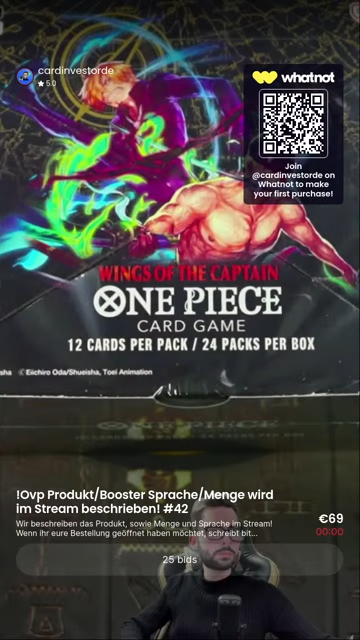 cardinvestorde
★ 5.0
whatnot
Join
@cardinvestorde on
Whatnot to make
your first purchase!
WINGS OF THE CAPTAIN
ONE PIECE
CARD GAME
12 CARDS PER PACK / 24 PACKS PER BOX
©Eiichiro Oda/Shueisha, Toei Animation
!Ovp Produkt/Booster Sprache/Menge wird
im Stream beschrieben! #42
€69
Wir beschreiben das Produkt, sowie Menge und Sprache im Stream!
Wenn ihr eure Bestellung geöffnet haben möchtet, schreibt bit...
00:00
25 bids